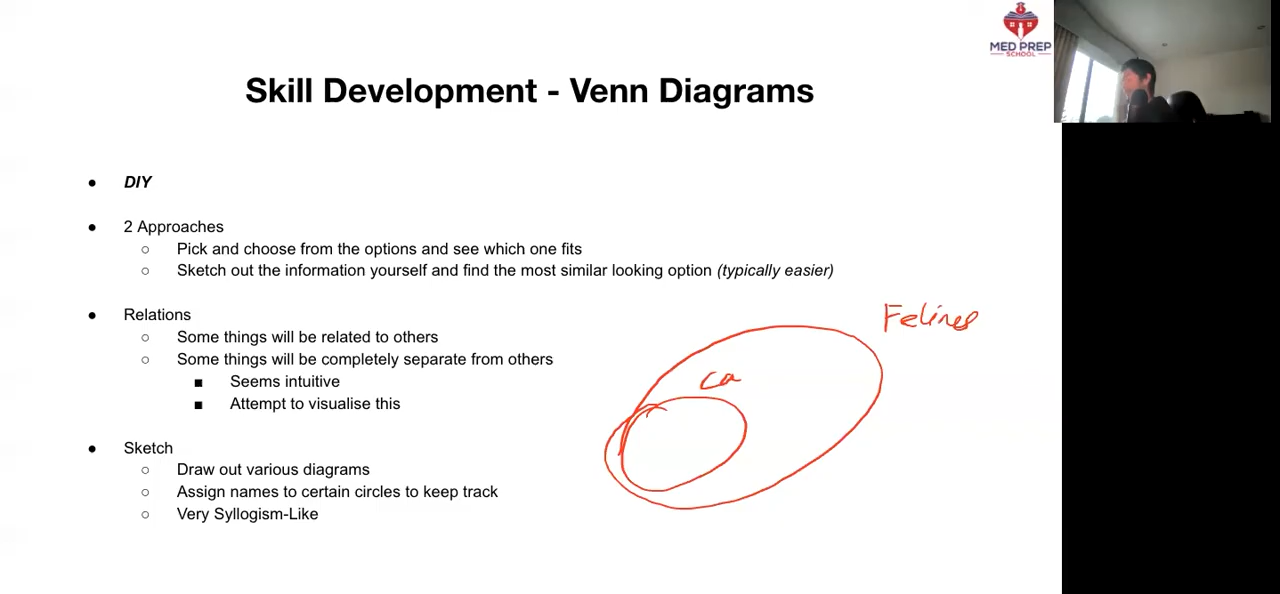 MED PREP
SCHOOL
Skill Development - Venn Diagrams
● DIY
● 2 Approaches
○ Pick and choose from the options and see which one fits
○ Sketch out the information yourself and find the most similar looking option (typically easier)
● Relations
○ Some things will be related to others
○ Some things will be completely separate from others
■ Seems intuitive
■ Attempt to visualise this
● Sketch
○ Draw out various diagrams
○ Assign names to certain circles to keep track
○ Very Syllogism-Like
Felines
ca